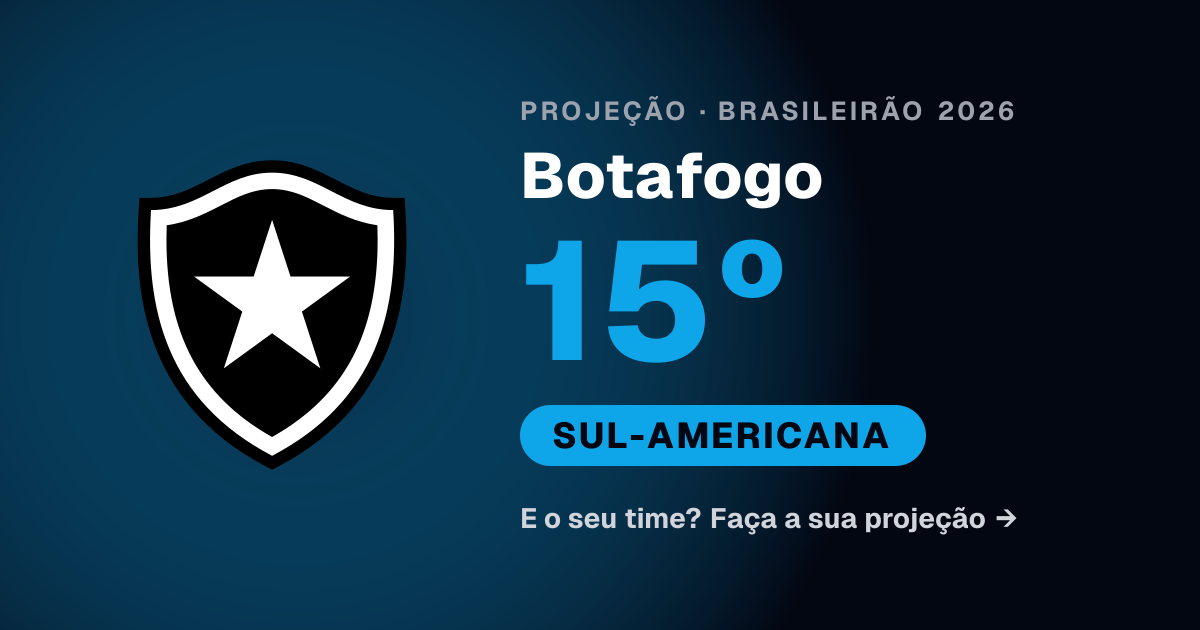 PROJEÇÃO · BRASILEIRÃO 2026
Botafogo
15º
SUL-AMERICANA
E o seu time? Faça a sua projeção →